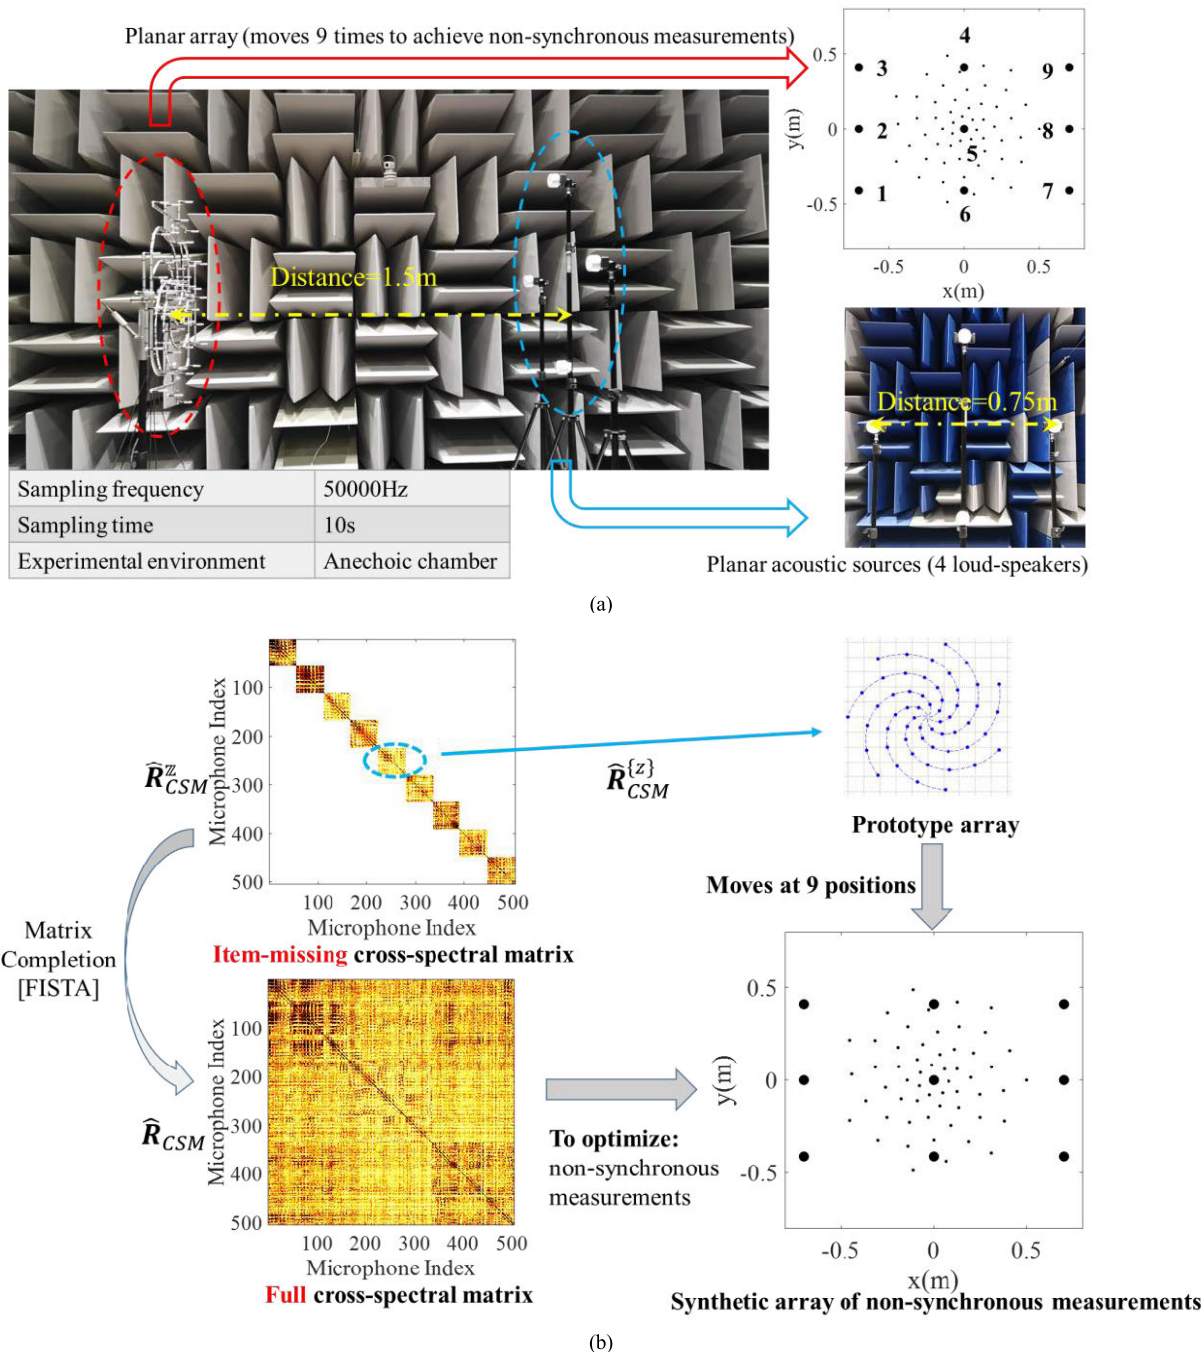 Planar array (moves 9 times to achieve non-synchronous measurements)
Distance=1.5m
Sampling frequency 50000Hz
Sampling time 10s
Experimental environment Anechoic chamber
0.5
0
-0.5
y(m)
4
3
9
2
8
5
1
7
6
-0.5 0 0.5
x(m)
Distance=0.75m
Planar acoustic sources (4 loud-speakers)
(a)
Microphone Index
100
200
300
400
500
100 200 300 400 500
Microphone Index
Item-missing cross-spectral matrix
R̂ᶻ_CSM
R̂^{z}_CSM
Prototype array
Moves at 9 positions
Matrix
Completion
[FISTA]
R̂_CSM
Microphone Index
100
200
300
400
500
100 200 300 400 500
Microphone Index
Full cross-spectral matrix
To optimize:
non-synchronous
measurements
y(m)
0.5
0
-0.5
-0.5 0 0.5
x(m)
Synthetic array of non-synchronous measurements
(b)